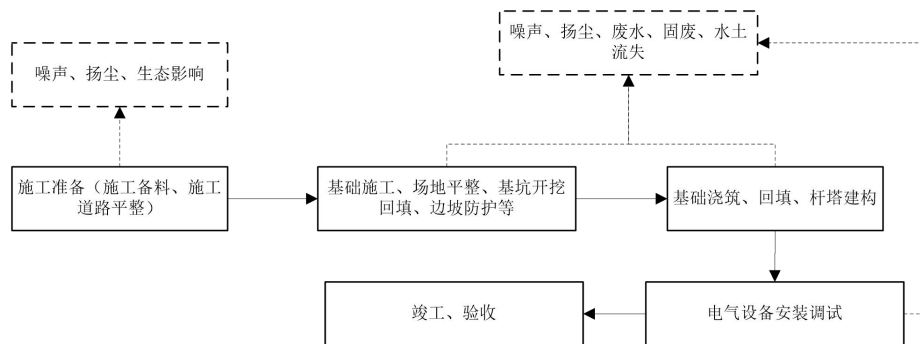 噪声、扬尘、废水、固废、水土
流失
噪声、扬尘、生态影响
施工准备（施工备料、施工
道路平整）
基础施工、场地平整、基坑开挖
回填、边坡防护等
基础浇筑、回填、杆塔建构
竣工、验收
电气设备安装调试